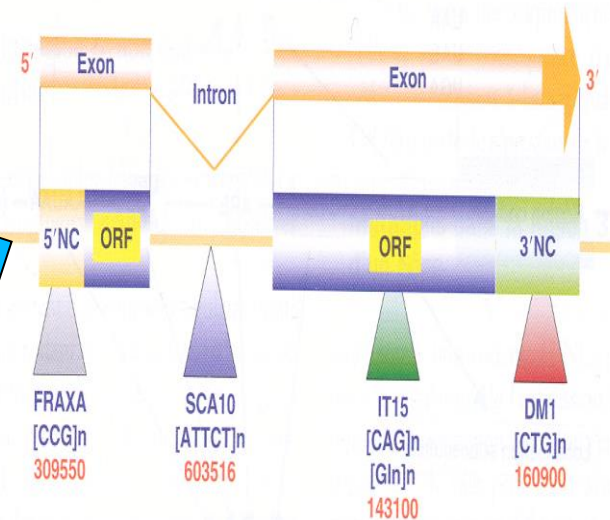 5′ Exon Intron Exon 3′
5′NC ORF ORF 3′NC
FRAXA SCA10 IT15 DM1
[CCG]n [ATTCT]n [CAG]n [CTG]n
309550 603516 [Gln]n 160900
143100